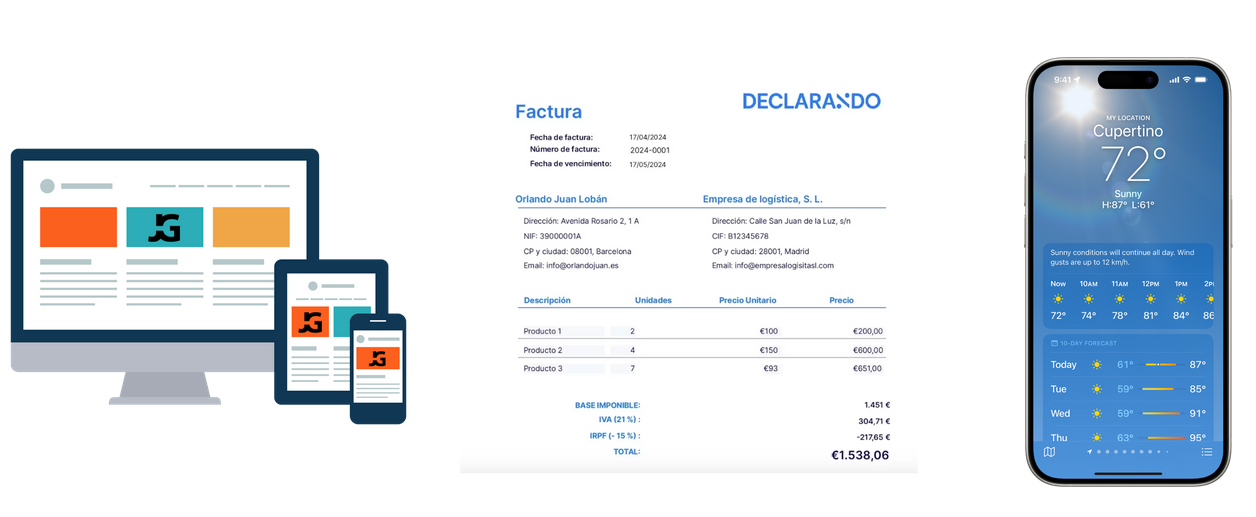 JG
JG
JG
Factura
DECLARANDO
Fecha de factura: 17/04/2024
Número de factura: 2024-0001
Fecha de vencimiento: 17/05/2024
Orlando Juan Lobán
Dirección: Avenida Rosario 2, 1 A
NIF: 39000001A
CP y ciudad: 08001, Barcelona
Email: info@orlandojuan.es
Empresa de logística, S. L.
Dirección: Calle San Juan de la Luz, s/n
CIF: B12345678
CP y ciudad: 28001, Madrid
Email: info@empresalogisitasl.com
Descripción Unidades Precio Unitario Precio
Producto 1 2 €100 €200,00
Producto 2 4 €150 €600,00
Producto 3 7 €93 €651,00
BASE IMPONIBLE: 1.451 €
IVA (21 %) : 304,71 €
IRPF (- 15 %) : -217,65 €
TOTAL: €1.538,06
9:41
MY LOCATION
Cupertino
72°
Sunny
H:87° L:61°
Sunny conditions will continue all day. Wind
gusts are up to 12 km/h.
Now 10AM 11AM 12PM 1PM 2P
72° 74° 78° 81° 84° 86
10-DAY FORECAST
Today 61° 87°
Tue 59° 85°
Wed 59° 91°
Thu 63° 95°